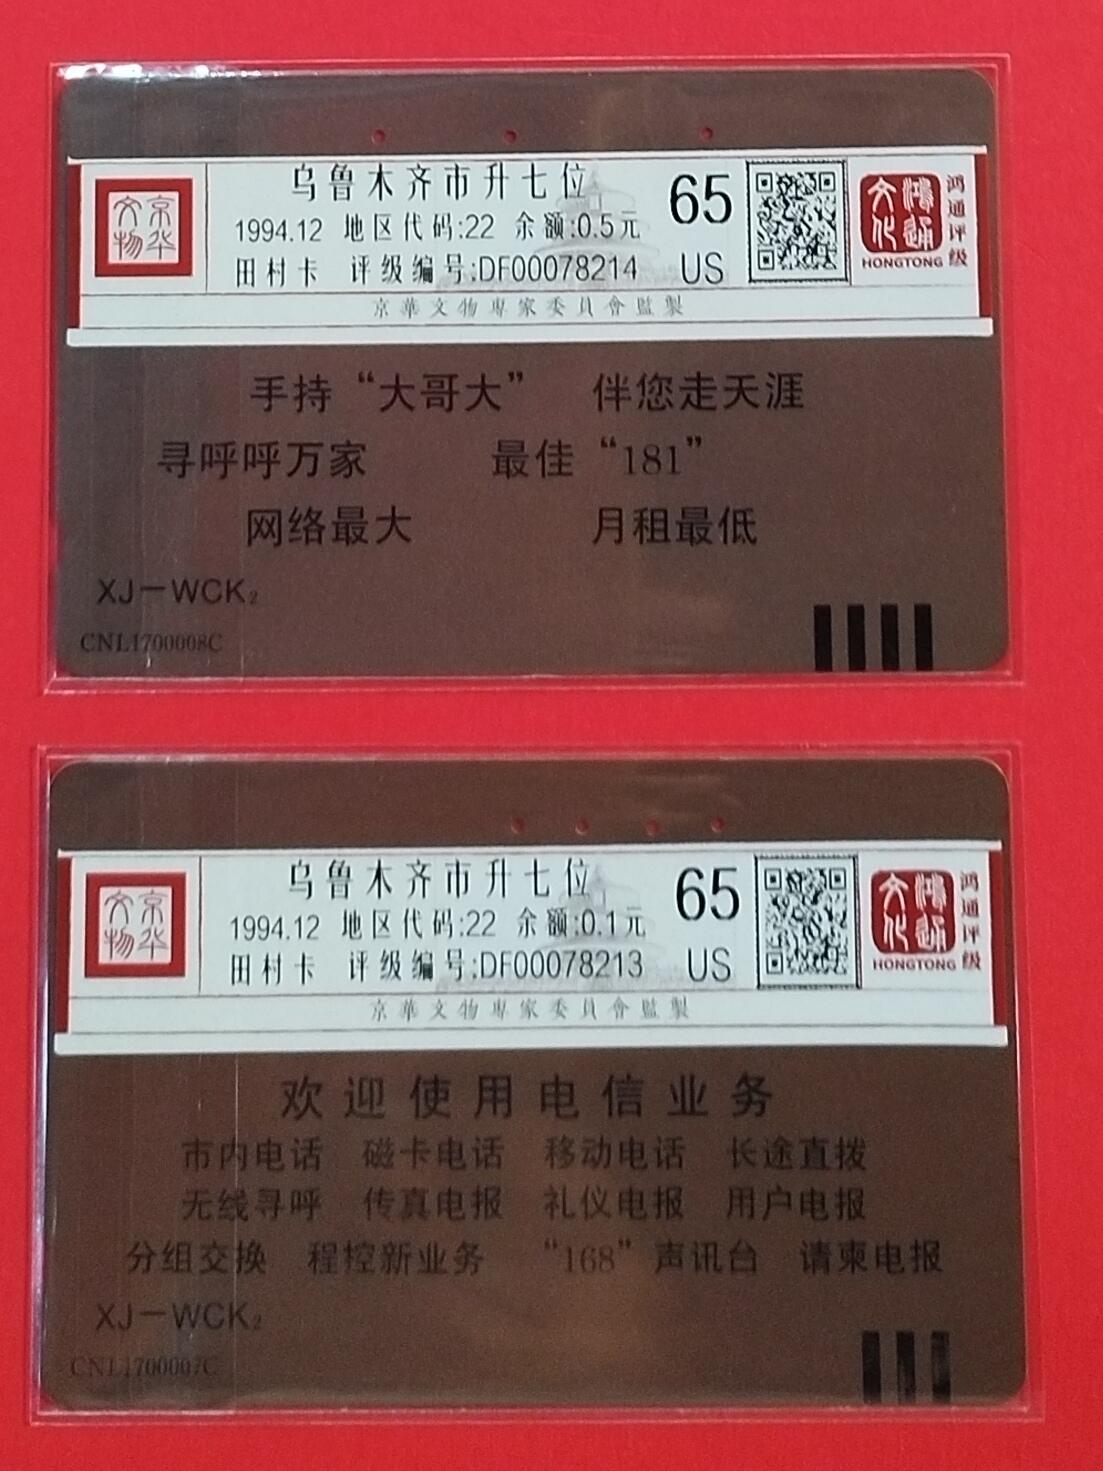 乌鲁木齐市升七位
1994.12 地区代码:22 余额:0.5元
田村卡 评级编号:DF00078214
65
US
京华文物
鸿通文化
鸿通评级
HONGTONG
京華文物專家委員會監製
手持“大哥大” 伴您走天涯
寻呼呼万家 最佳“181”
网络最大 月租最低
XJ－WCK₂
CNL1700008C
乌鲁木齐市升七位
1994.12 地区代码:22 余额:0.1元
田村卡 评级编号:DF00078213
65
US
京华文物
鸿通文化
鸿通评级
HONGTONG
京華文物專家委員會監製
欢迎使用电信业务
市内电话 磁卡电话 移动电话 长途直拨
无线寻呼 传真电报 礼仪电报 用户电报
分组交换 程控新业务 “168”声讯台 请柬电报
XJ－WCK₂
CNL1700007C